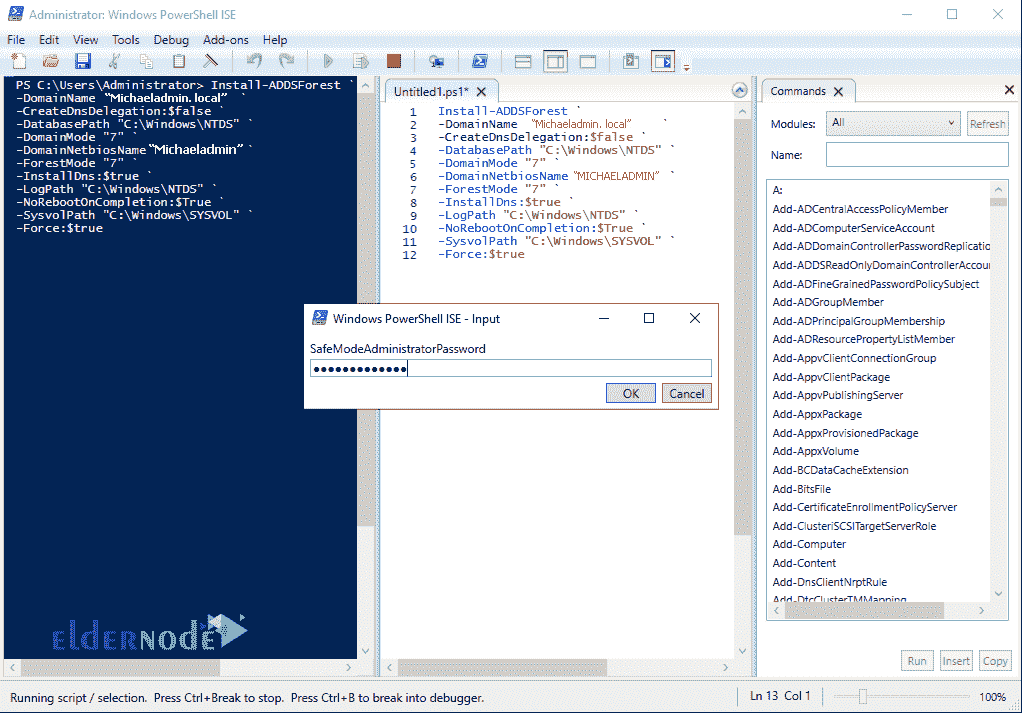 Administrator: Windows PowerShell ISE
File Edit View Tools Debug Add-ons Help
PS C:\Users\Administrator> Install-ADDSForest `
-DomainName “Michaeladmin. local” `
-CreateDnsDelegation:$false `
-DatabasePath "C:\Windows\NTDS" `
-DomainMode "7" `
-DomainNetbiosName “Michaeladmin” `
-ForestMode "7" `
-InstallDns:$true `
-LogPath "C:\Windows\NTDS" `
-NoRebootOnCompletion:$True `
-SysvolPath "C:\Windows\SYSVOL" `
-Force:$true
ELDERNODE
Untitled1.ps1* X
1 Install-ADDSForest `
2 -DomainName “Michaeladmin. local” `
3 -CreateDnsDelegation:$false `
4 -DatabasePath "C:\Windows\NTDS" `
5 -DomainMode "7" `
6 -DomainNetbiosName “MICHAELADMIN” `
7 -ForestMode "7" `
8 -InstallDns:$true `
9 -LogPath "C:\Windows\NTDS" `
10 -NoRebootOnCompletion:$True `
11 -SysvolPath "C:\Windows\SYSVOL" `
12 -Force:$true
Windows PowerShell ISE - Input
SafeModeAdministratorPassword
●●●●●●●●●●●●●
OK Cancel
Commands X
Modules: All Refresh
Name:
A:
Add-ADCentralAccessPolicyMember
Add-ADComputerServiceAccount
Add-ADDomainControllerPasswordReplicatio
Add-ADDSReadOnlyDomainControllerAccou
Add-ADFineGrainedPasswordPolicySubject
Add-ADGroupMember
Add-ADPrincipalGroupMembership
Add-ADResourcePropertyListMember
Add-AppvClientConnectionGroup
Add-AppvClientPackage
Add-AppvPublishingServer
Add-AppxPackage
Add-AppxProvisionedPackage
Add-AppxVolume
Add-BCDataCacheExtension
Add-BitsFile
Add-CertificateEnrollmentPolicyServer
Add-ClusteriSCSITargetServerRole
Add-Computer
Add-Content
Add-DnsClientNrptRule
Add-DtcClusterTMMapping
Run Insert Copy
Running script / selection. Press Ctrl+Break to stop. Press Ctrl+B to break into debugger.
Ln 13 Col 1 100%